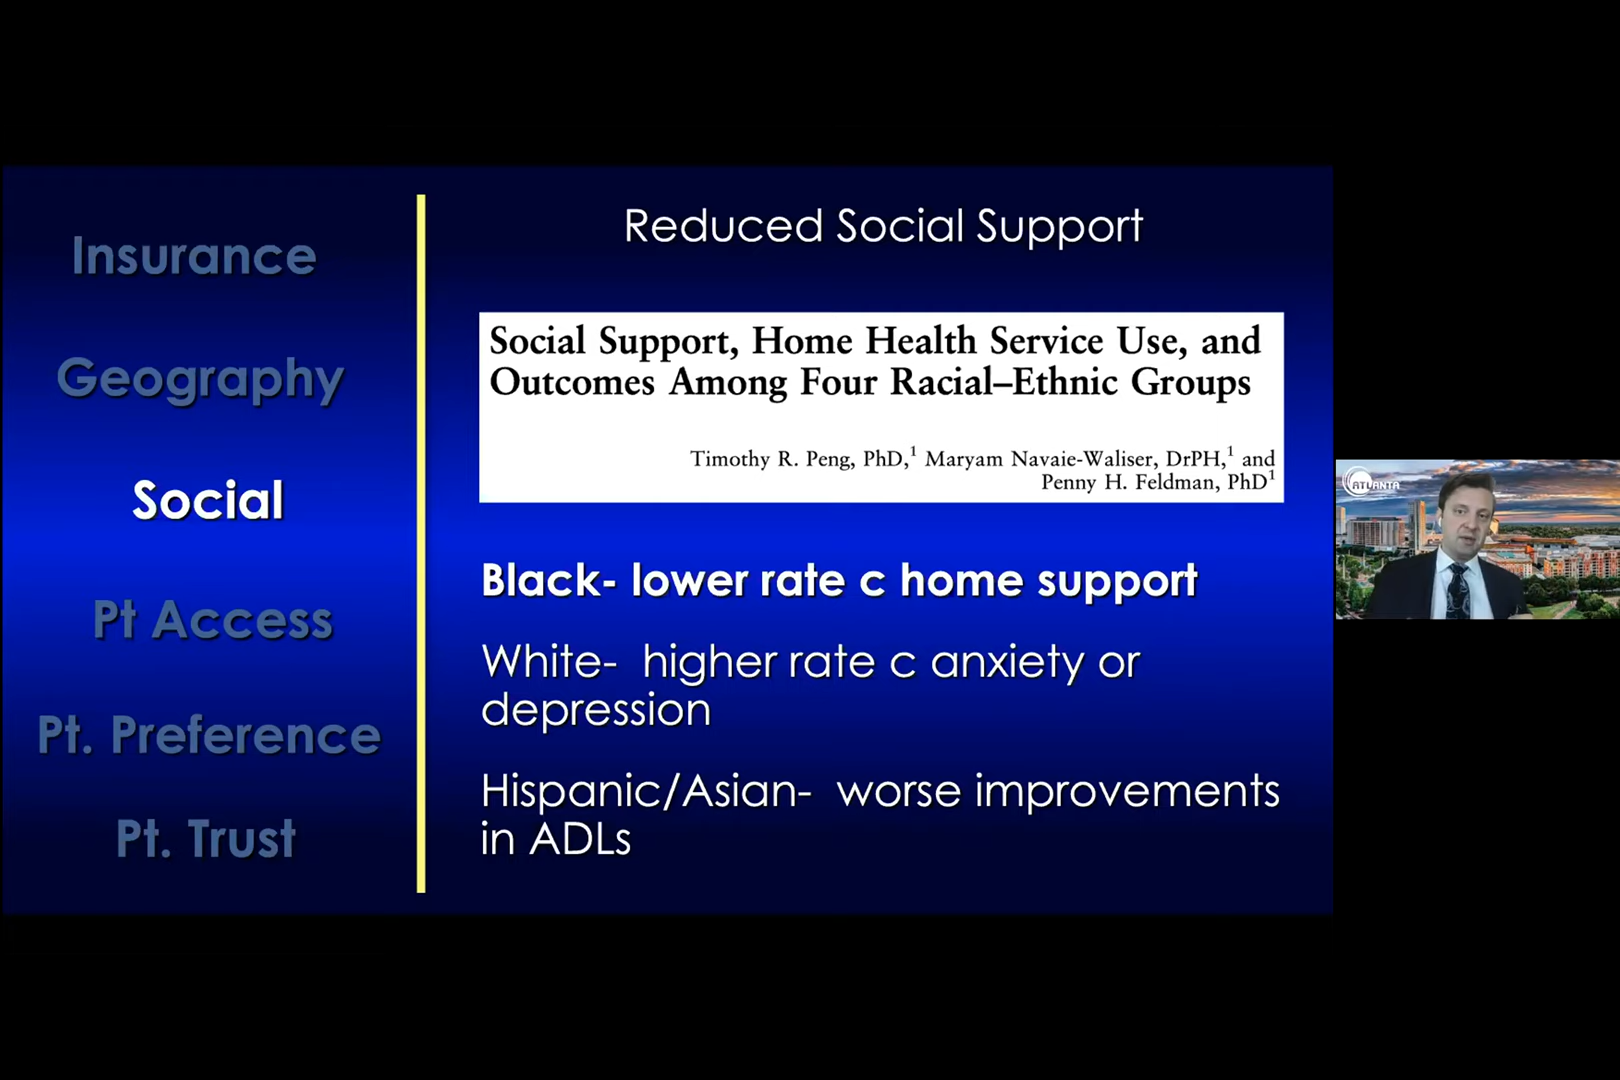 Insurance
Geography
Social
Pt Access
Pt. Preference
Pt. Trust
Reduced Social Support
Social Support, Home Health Service Use, and
Outcomes Among Four Racial–Ethnic Groups
Timothy R. Peng, PhD,¹ Maryam Navaie-Waliser, DrPH,¹ and
Penny H. Feldman, PhD¹
Black- lower rate c home support
White- higher rate c anxiety or
depression
Hispanic/Asian- worse improvements
in ADLs
ATLANTA